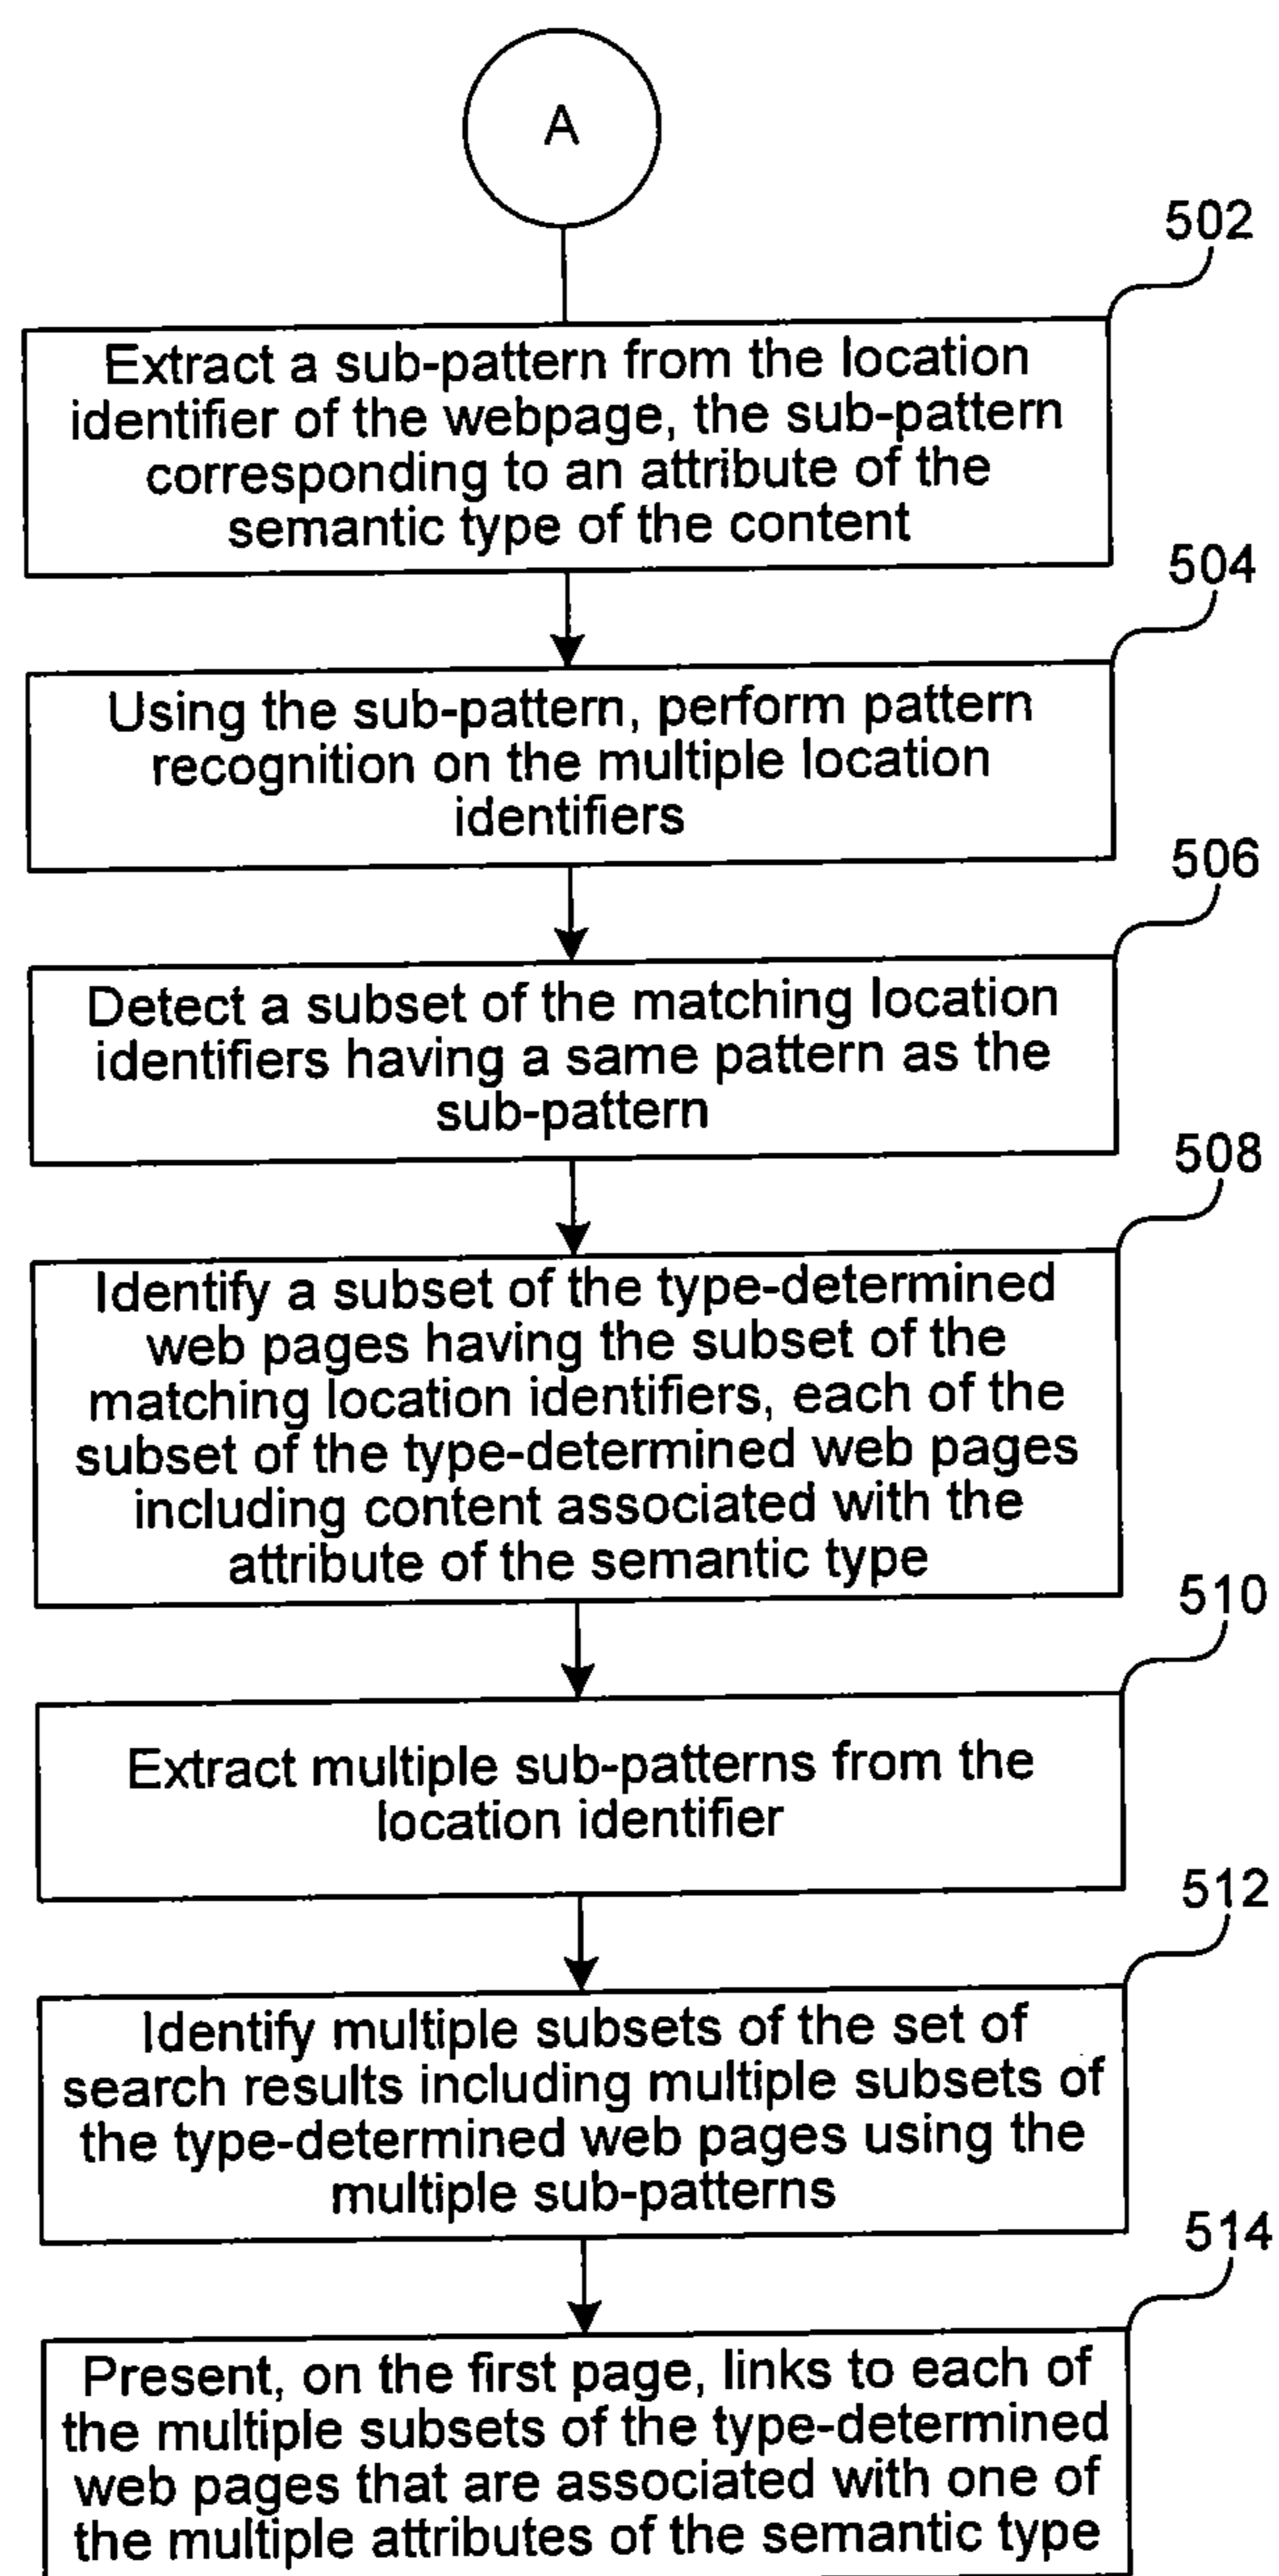 A
502
Extract a sub-pattern from the location
identifier of the webpage, the sub-pattern
corresponding to an attribute of the
semantic type of the content
504
Using the sub-pattern, perform pattern
recognition on the multiple location
identifiers
506
Detect a subset of the matching location
identifiers having a same pattern as the
sub-pattern
508
Identify a subset of the type-determined
web pages having the subset of the
matching location identifiers, each of the
subset of the type-determined web pages
including content associated with the
attribute of the semantic type
510
Extract multiple sub-patterns from the
location identifier
512
Identify multiple subsets of the set of
search results including multiple subsets of
the type-determined web pages using the
multiple sub-patterns
514
Present, on the first page, links to each of
the multiple subsets of the type-determined
web pages that are associated with one of
the multiple attributes of the semantic type